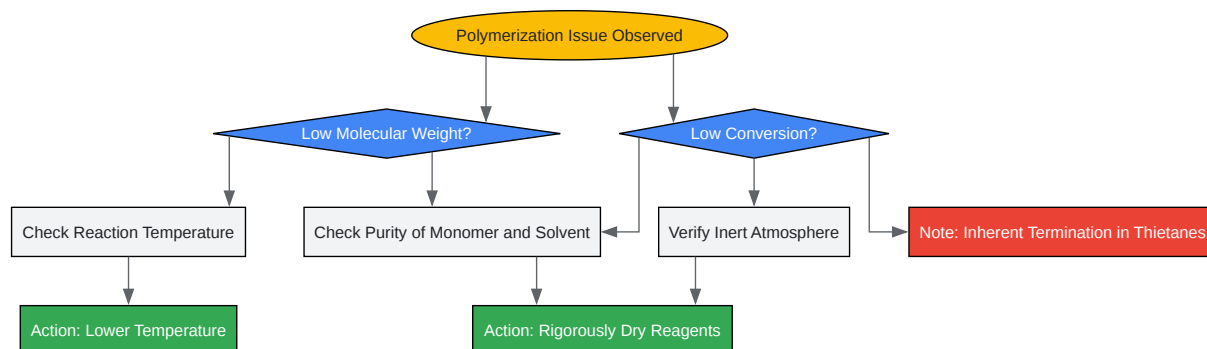 Polymerization Issue Observed
Low Molecular Weight?
Low Conversion?
Check Reaction Temperature
Check Purity of Monomer and Solvent
Verify Inert Atmosphere
Note: Inherent Termination in Thietanes
Action: Lower Temperature
Action: Rigorously Dry Reagents